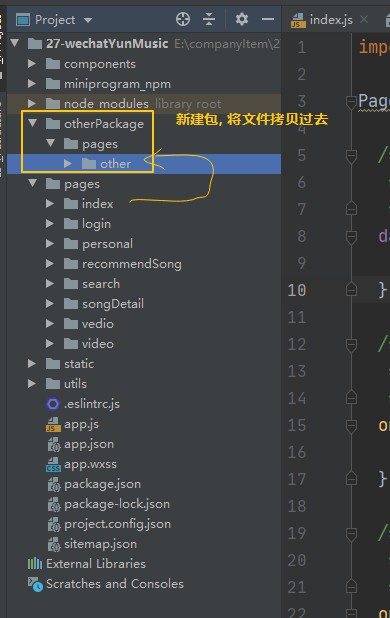 Project
index.js
27-wechatYunMusic E:\companyItem\2
components
miniprogram_npm
node_modules library root
otherPackage
新建包, 将文件拷贝过去
pages
other
pages
index
login
personal
recommendSong
search
songDetail
vedio
video
static
utils
.eslintrc.js
app.js
app.json
app.wxss
package.json
package-lock.json
project.config.json
sitemap.json
External Libraries
Scratches and Consoles
1 impo
2
3 Page
4
5 /*
6
7
8 da
9
10 }
11
12 /*
13
14
15 on
16
17 }
18
19 /*
20
21
22 on